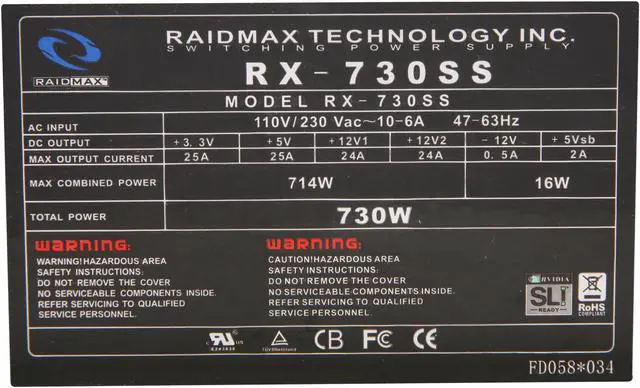 RAIDMAX TECHNOLOGY INC.
SWITCHING POWER SUPPLY
RAIDMAX
RX-730SS
MODEL RX-730SS
AC INPUT 110V/230 Vac~10-6A 47-63Hz
DC OUTPUT +3.3V +5V +12V1 +12V2 -12V +5Vsb
MAX OUTPUT CURRENT 25A 25A 24A 24A 0.5A 2A
MAX COMBINED POWER 714W 16W
TOTAL POWER 730W
warning:
WARNING!HAZARDOUS AREA
SAFETY INSTRUCTIONS:
DO NOT REMOVE THE COVER
NO SERVICEABLE COMPONENTS INSIDE.
REFER SERVICING TO QUALIFIED
SERVICE PERSONNEL.
warning:
CAUTION!HAZARDOUS AREA
SAFETY INSTRUCTIONS:
DO NOT REMOVE THE COVER
NO SERVICEABLE COMPONENTS INSIDE.
REFER SERVICING TO QUALIFIED
SERVICE PERSONNEL.
NVIDIA
SLI
READY
RoHS
COMPLIANT
c RU us
CB FC CE
FD058*034